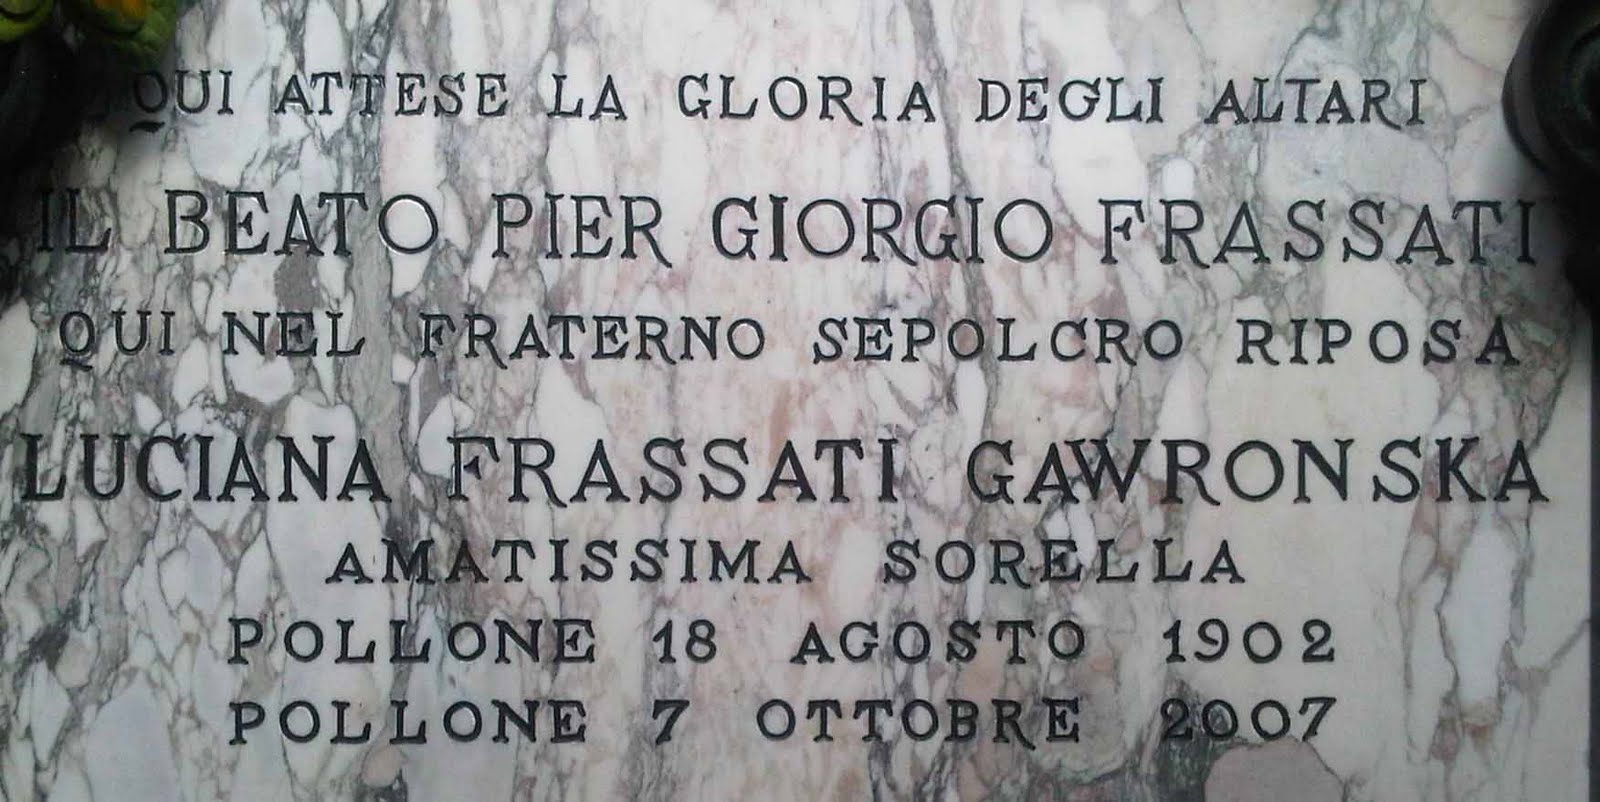 QUI ATTESE LA GLORIA DEGLI ALTARI
IL BEATO PIER GIORGIO FRASSATI
QUI NEL FRATERNO SEPOLCRO RIPOSA
LUCIANA FRASSATI GAWRONSKA
AMATISSIMA SORELLA
POLLONE 18 AGOSTO 1902
POLLONE 7 OTTOBRE 2007